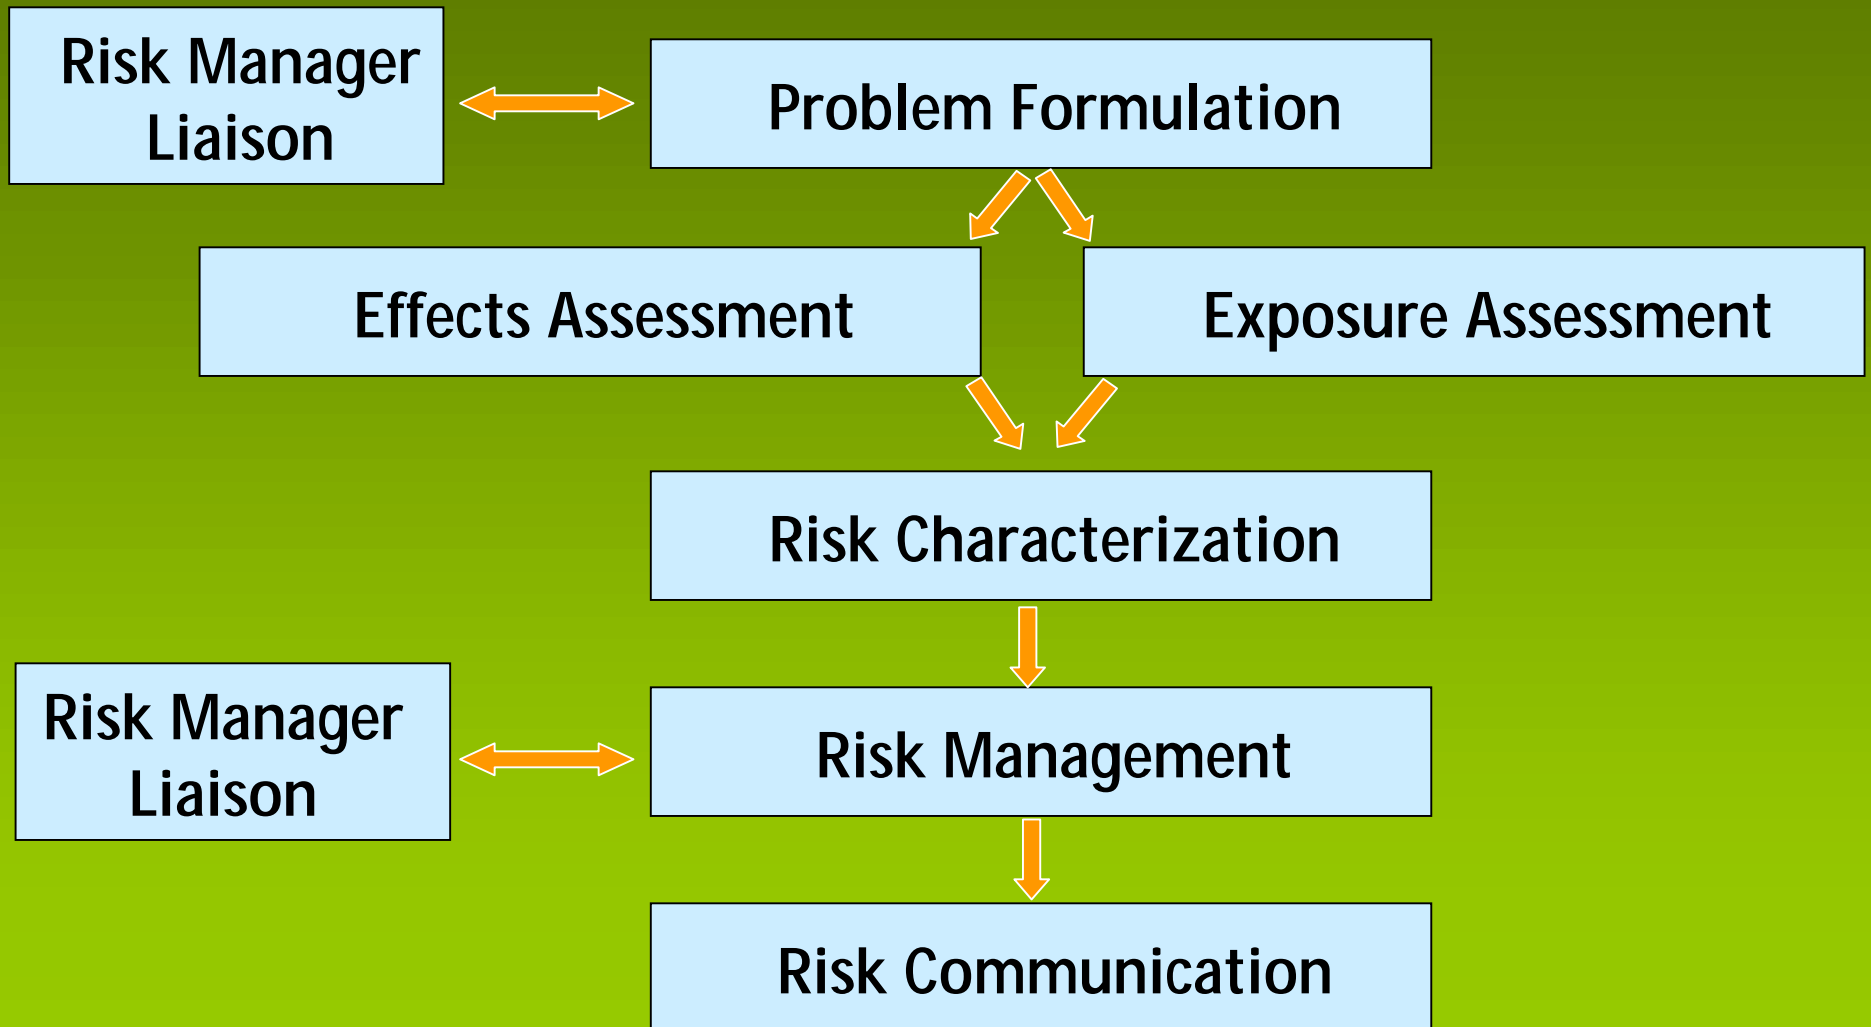 Risk Manager
Liaison
Problem Formulation
Effects Assessment
Exposure Assessment
Risk Characterization
Risk Manager
Liaison
Risk Management
Risk Communication